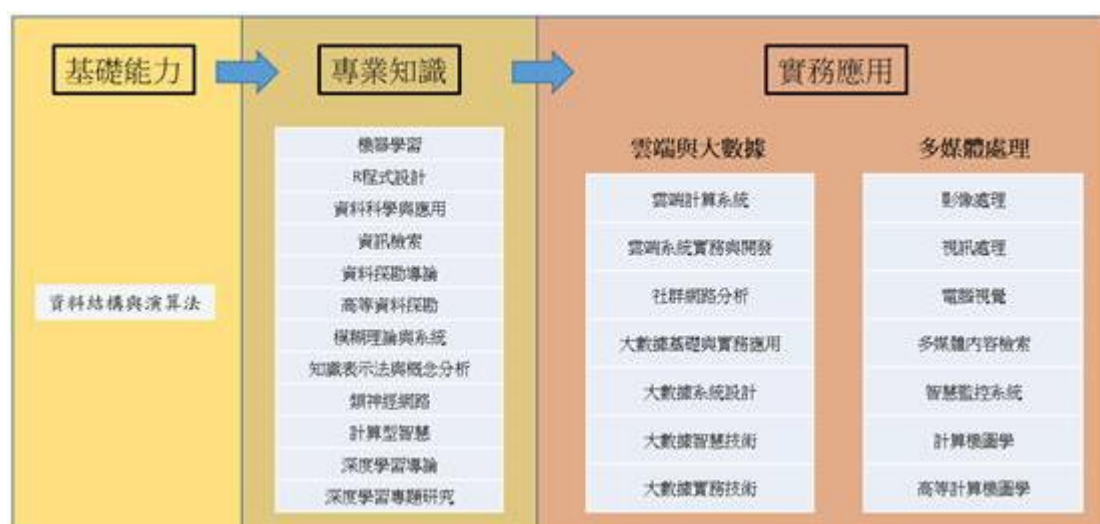 基礎能力
資料結構與演算法
專業知識
機器學習
R程式設計
資料科學與應用
資訊檢索
資料探勘導論
高等資料探勘
模糊理論與系統
知識表示法與概念分析
類神經網路
計算型智慧
深度學習導論
深度學習專題研究
實務應用
雲端與大數據
雲端計算系統
雲端系統實務與開發
社群網路分析
大數據基礎與實務應用
大數據系統設計
大數據智慧技術
大數據實務技術
多媒體處理
影像處理
視訊處理
電腦視覺
多媒體內容檢索
智慧監控系統
計算機圖學
高等計算機圖學